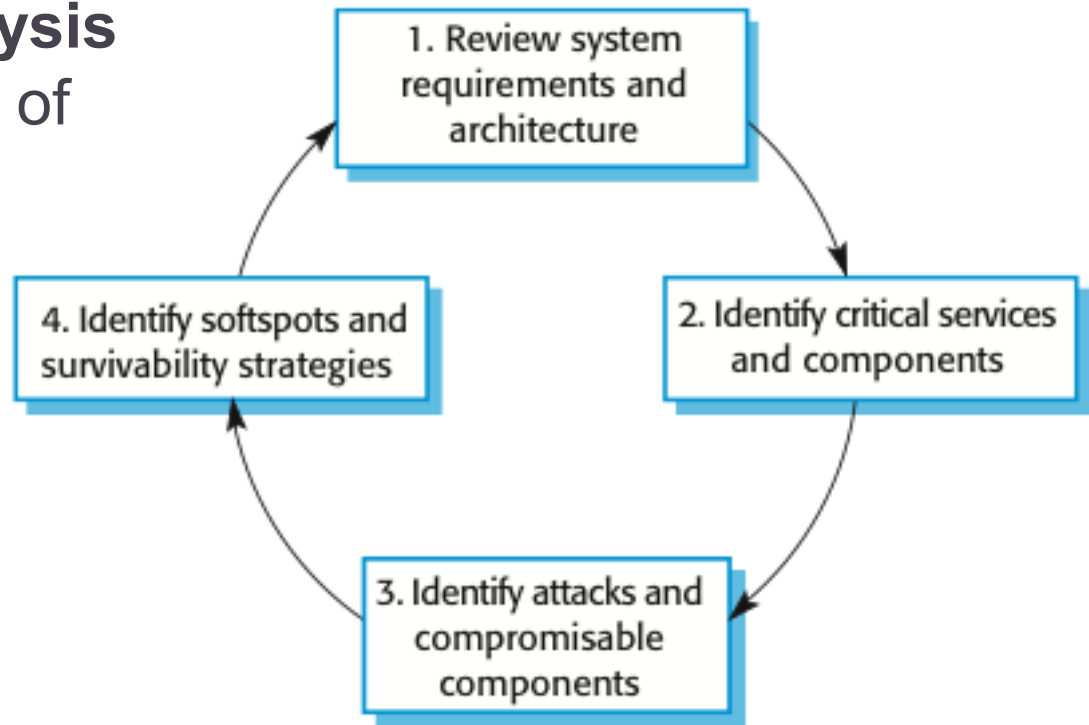 ysis
of
1. Review system
requirements and
architecture
2. Identify critical services
and components
3. Identify attacks and
compromisable
components
4. Identify softspots and
survivability strategies